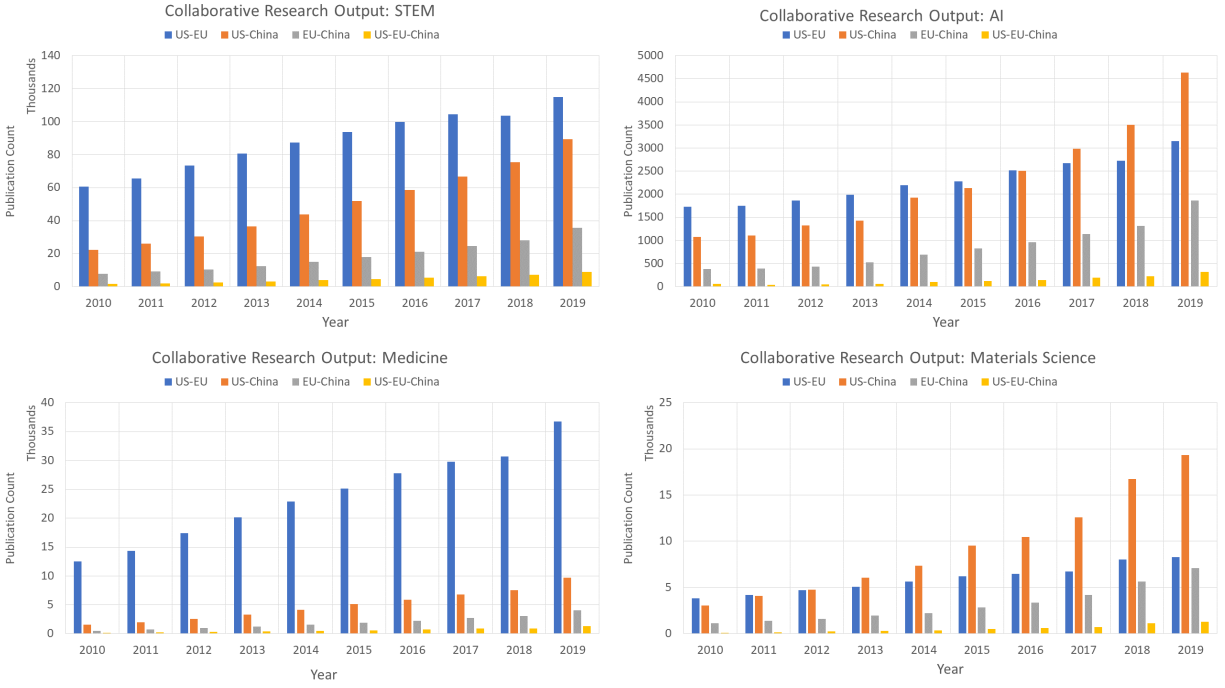 Collaborative Research Output: STEM
US-EU US-China EU-China US-EU-China
Thousands
Publication Count
140
120
100
80
60
40
20
0
2010 2011 2012 2013 2014 2015 2016 2017 2018 2019
Year
Collaborative Research Output: AI
US-EU US-China EU-China US-EU-China
Publication Count
5000
4500
4000
3500
3000
2500
2000
1500
1000
500
0
2010 2011 2012 2013 2014 2015 2016 2017 2018 2019
Year
Collaborative Research Output: Medicine
US-EU US-China EU-China US-EU-China
Thousands
Publication Count
40
35
30
25
20
15
10
5
0
2010 2011 2012 2013 2014 2015 2016 2017 2018 2019
Year
Collaborative Research Output: Materials Science
US-EU US-China EU-China US-EU-China
Thousands
Publication Count
25
20
15
10
5
0
2010 2011 2012 2013 2014 2015 2016 2017 2018 2019
Year